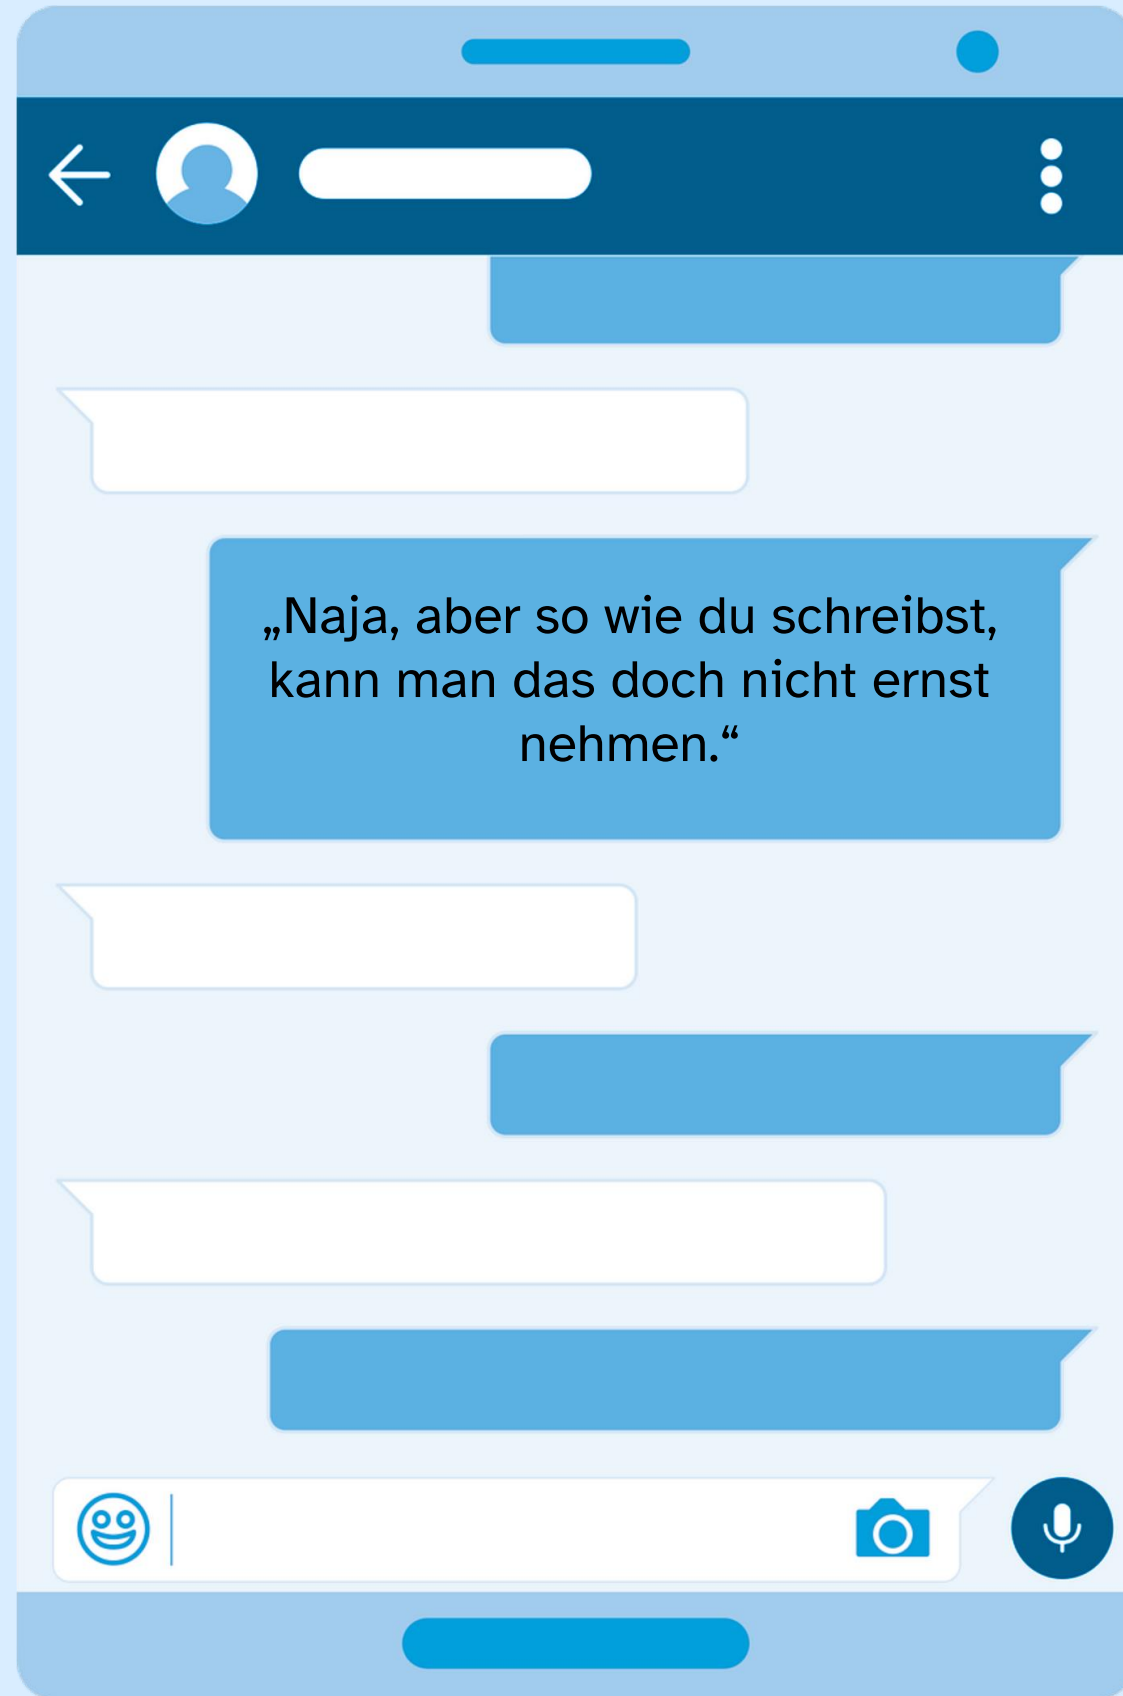 „Naja, aber so wie du schreibst,
kann man das doch nicht ernst
nehmen.“